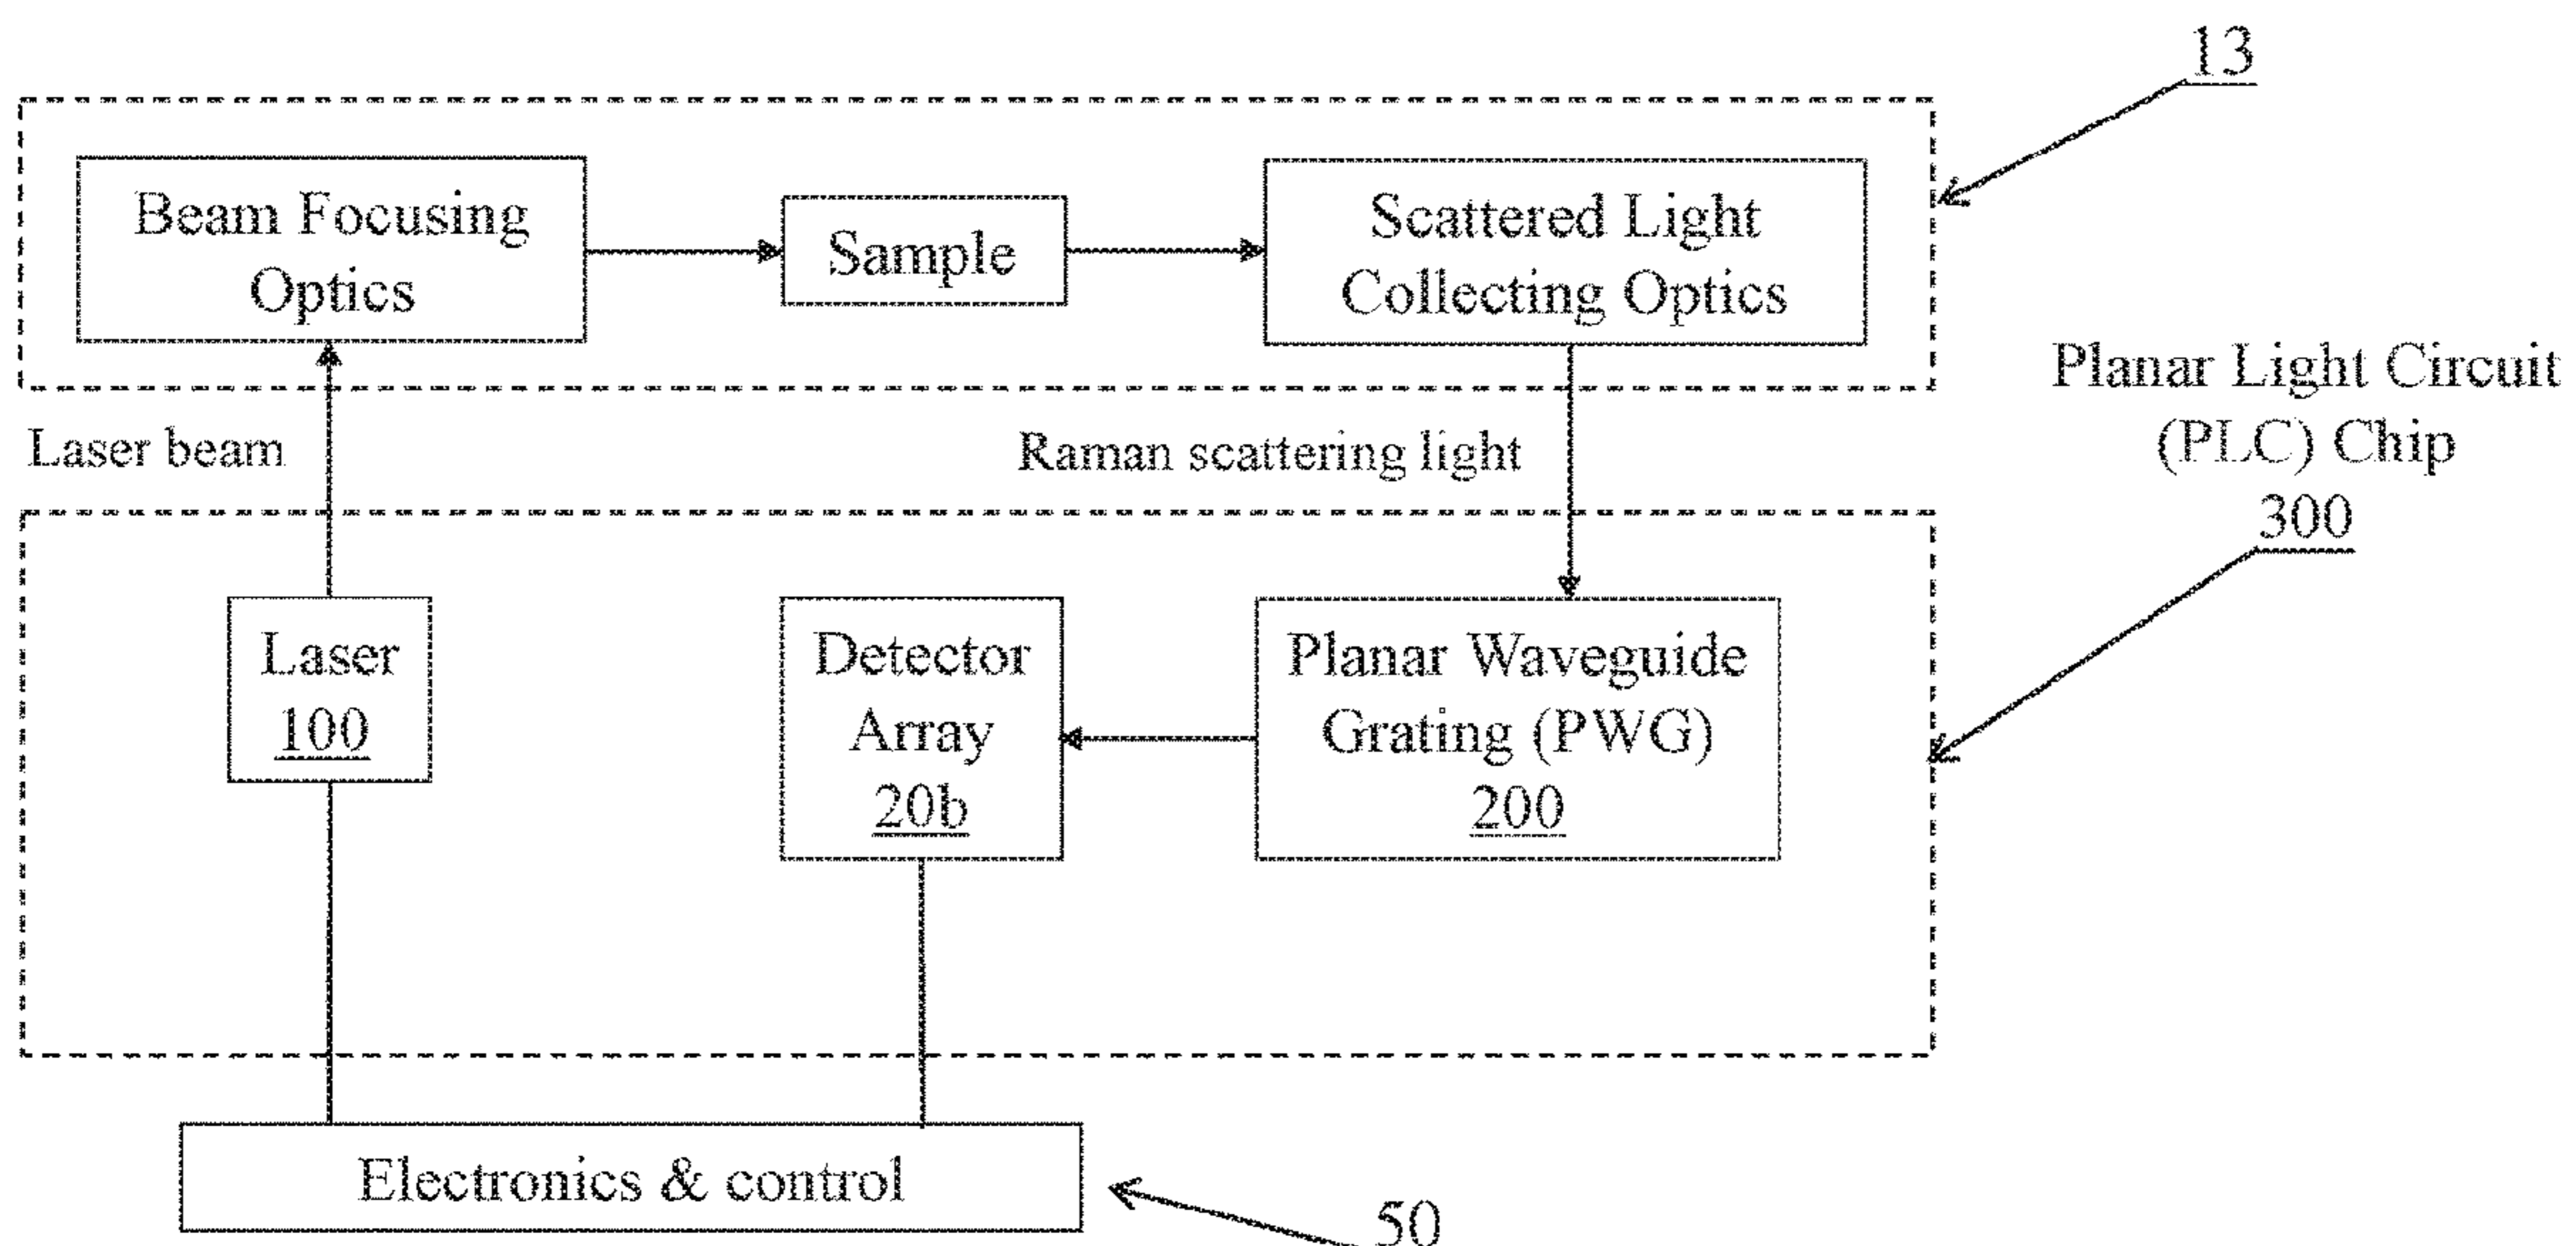 13
Beam Focusing
Optics
Sample
Scattered Light
Collecting Optics
Planar Light Circuit
(PLC) Chip
300
Laser beam
Raman scattering light
Laser
100
Detector
Array
20b
Planar Waveguide
Grating (PWG)
200
Electronics & control
50